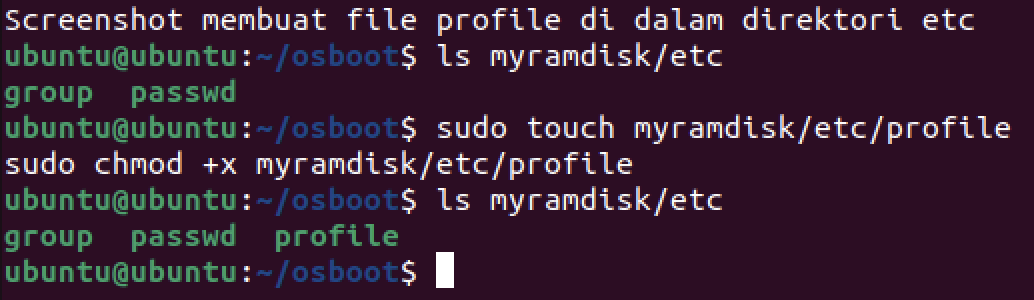 Screenshot membuat file profile di dalam direktori etc
ubuntu@ubuntu:~/osboot$ ls myramdisk/etc
group  passwd
ubuntu@ubuntu:~/osboot$ sudo touch myramdisk/etc/profile
sudo chmod +x myramdisk/etc/profile
ubuntu@ubuntu:~/osboot$ ls myramdisk/etc
group  passwd  profile
ubuntu@ubuntu:~/osboot$